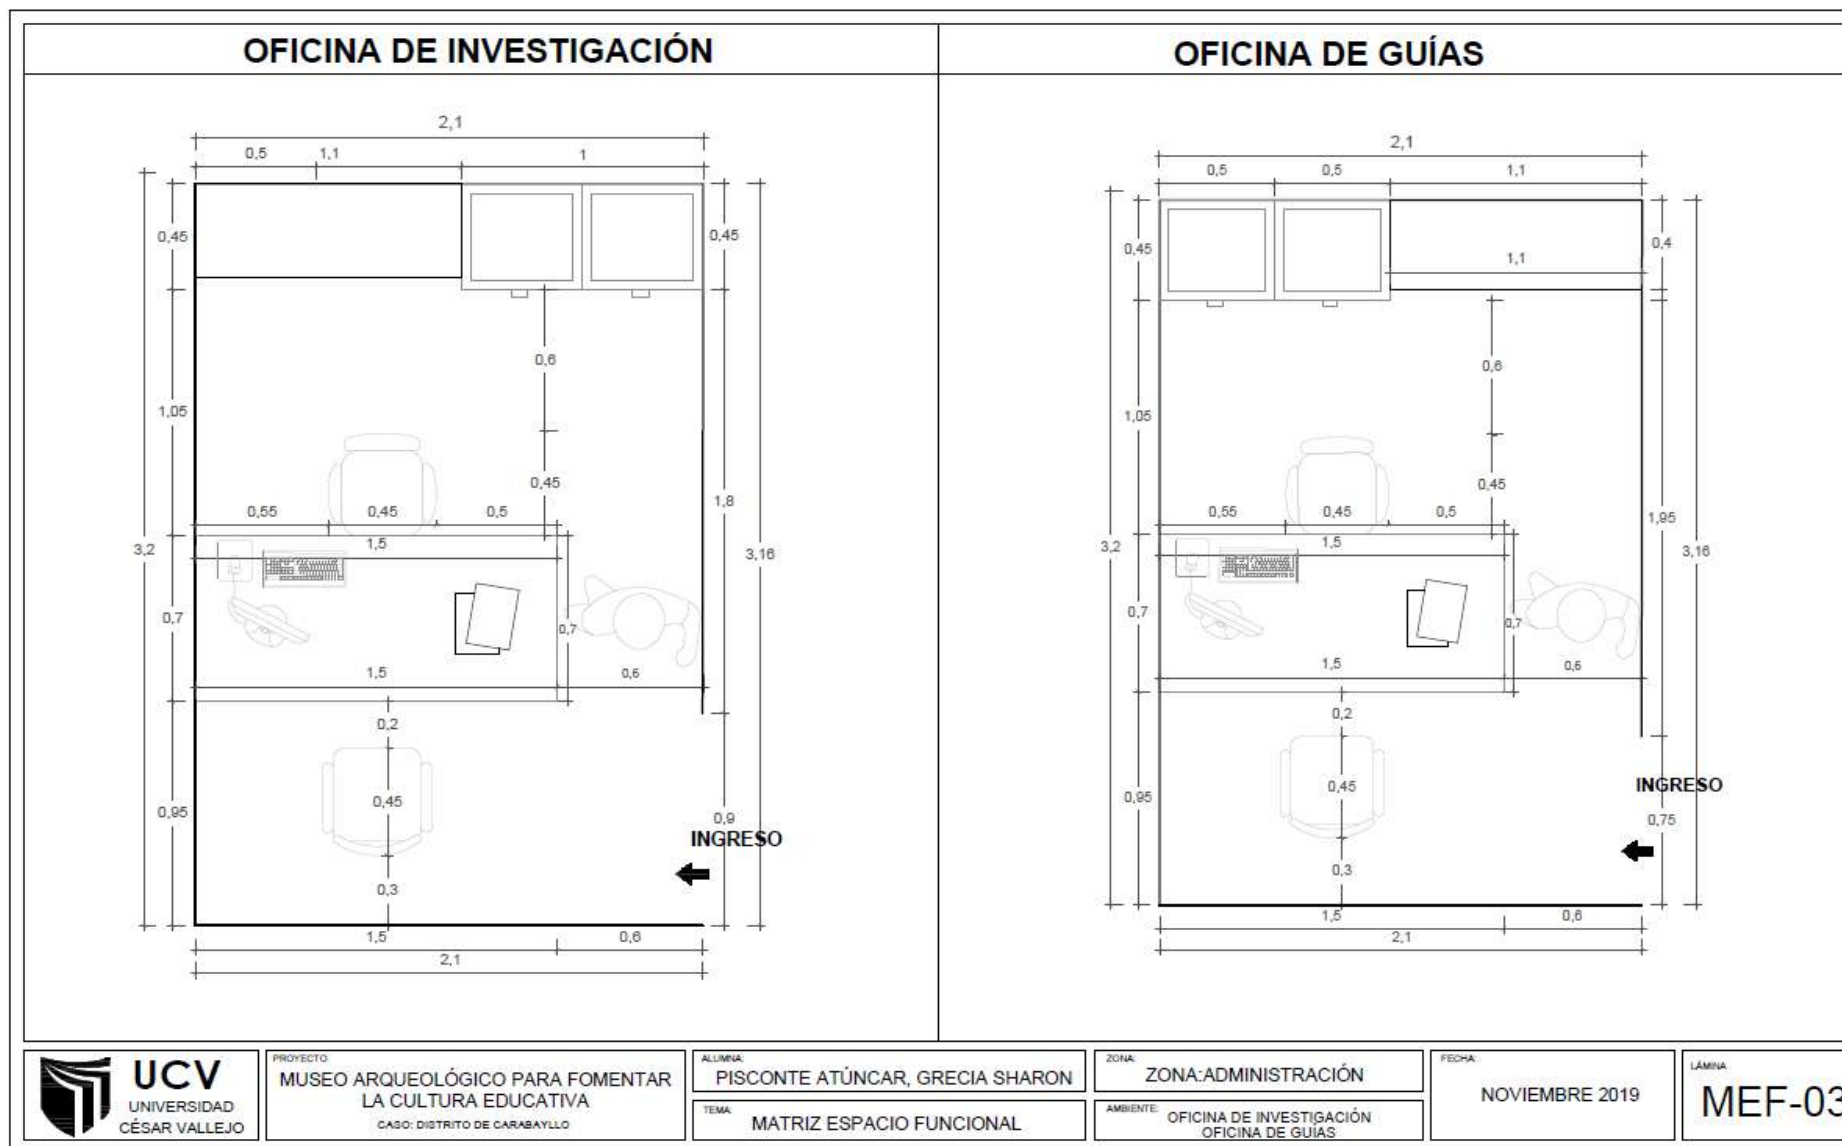 OFICINA DE INVESTIGACIÓN
2,1
0,5 1,1 1
0,45 0,45
0,6
1,05
0,45
1,8
0,55 0,45 0,5
1,5
3,2 3,16
0,7 0,7
1,5 0,6
0,2
0,45
0,95
0,9
INGRESO
0,3
1,5 0,6
2,1
OFICINA DE GUÍAS
2,1
0,5 0,5 1,1
0,45 0,4
1,1
0,6
1,05
0,45
0,55 0,45 0,5
1,95
1,5
3,2 3,16
0,7 0,7
1,5 0,6
0,2
INGRESO
0,45
0,95
0,75
0,3
1,5 0,6
2,1
UCV
UNIVERSIDAD
CÉSAR VALLEJO
PROYECTO:
MUSEO ARQUEOLÓGICO PARA FOMENTAR
LA CULTURA EDUCATIVA
CASO: DISTRITO DE CARABAYLLO
ALUMNA:
PISCONTE ATÚNCAR, GRECIA SHARON
TEMA:
MATRIZ ESPACIO FUNCIONAL
ZONA:
ZONA:ADMINISTRACIÓN
AMBIENTE:
OFICINA DE INVESTIGACIÓN
OFICINA DE GUÍAS
FECHA:
NOVIEMBRE 2019
LÁMINA
MEF-03